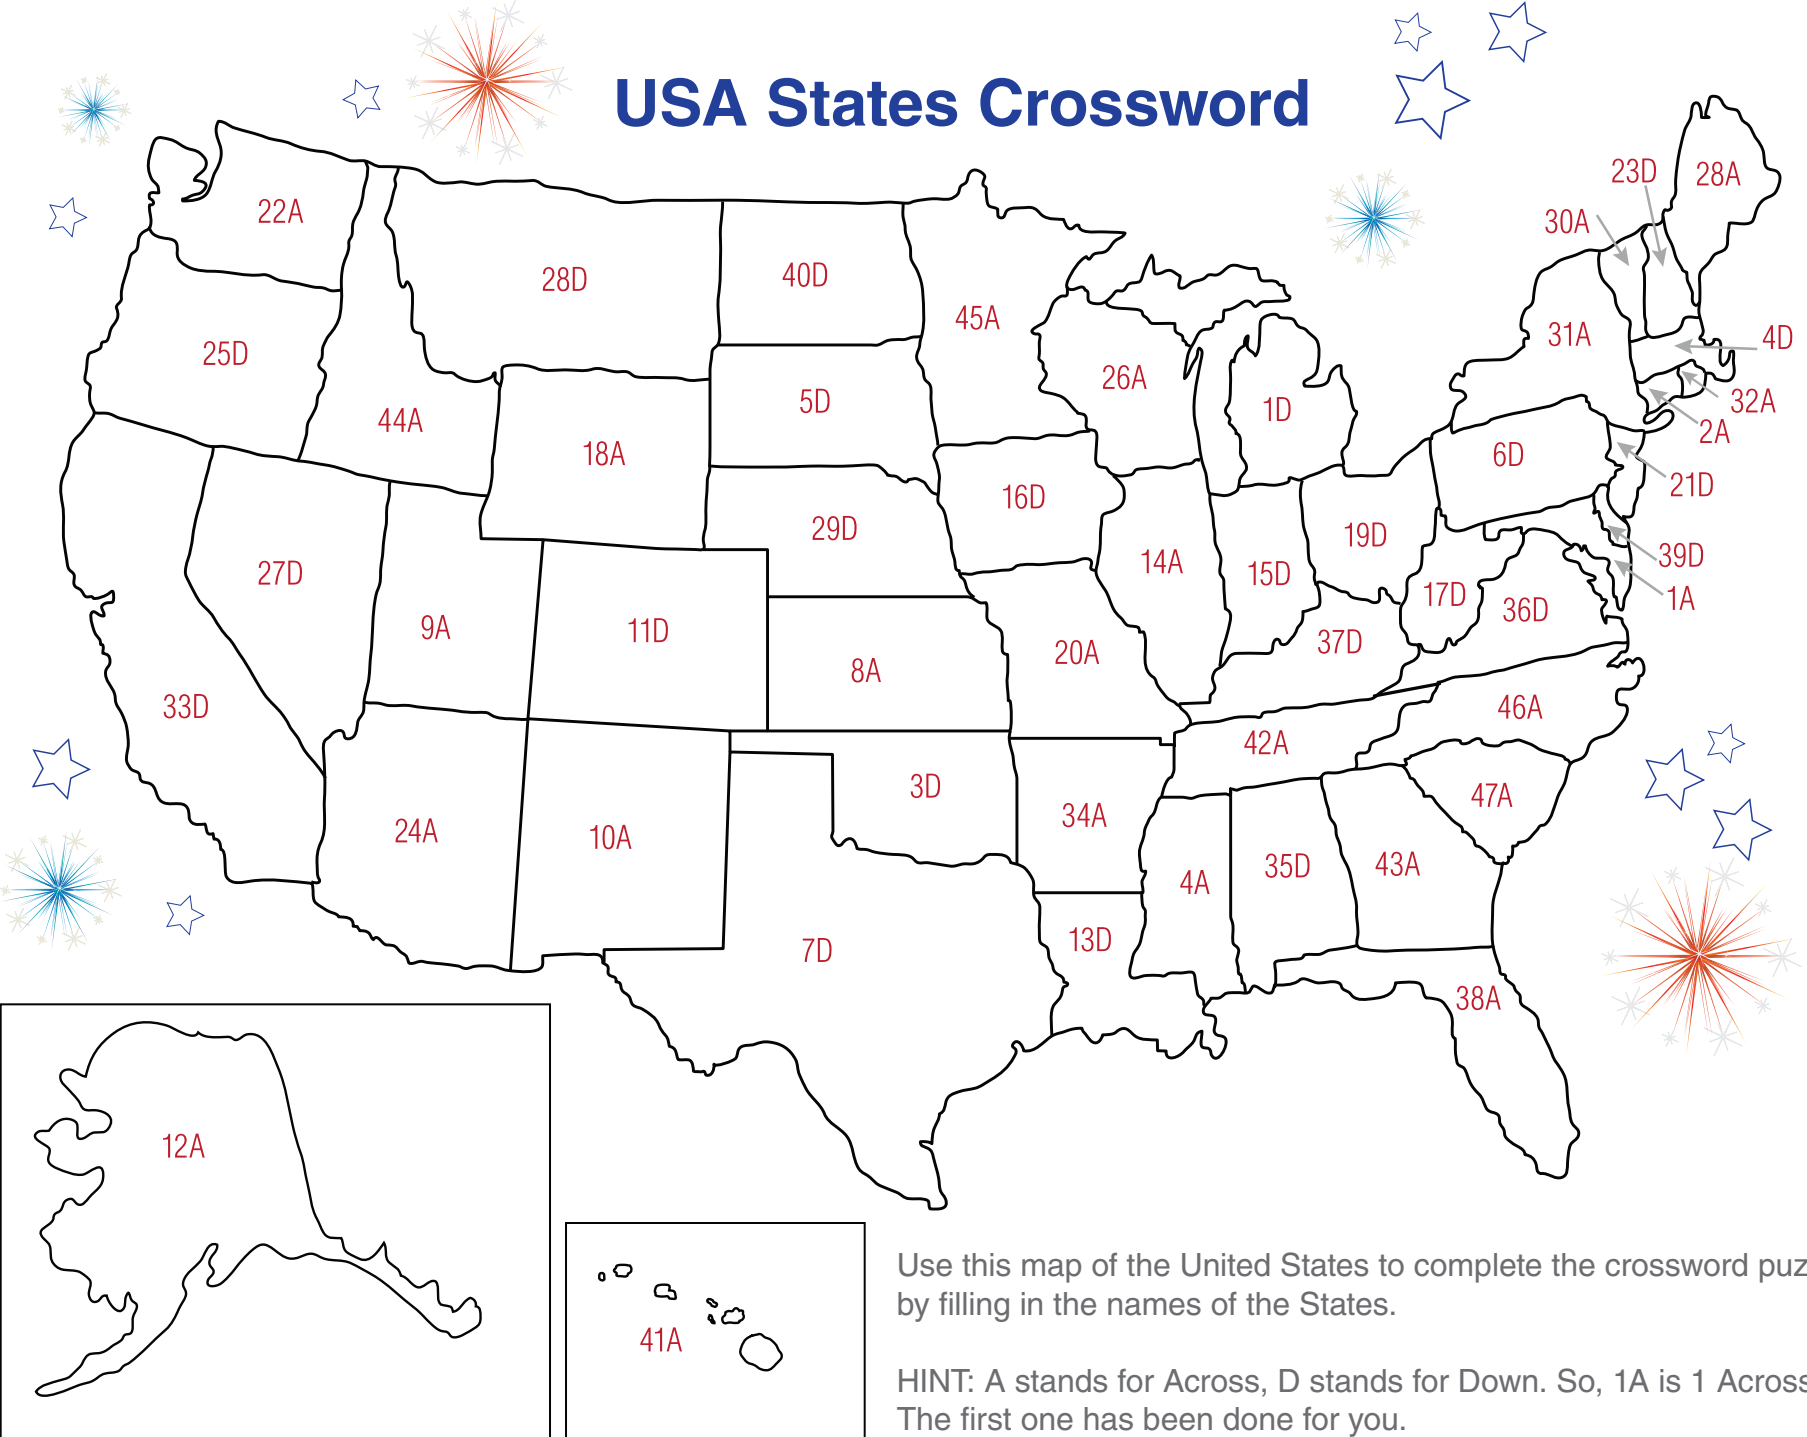 USA States Crossword
23D
28A
30A
22A
28D
40D
45A
31A
4D
25D
26A
5D
1D
32A
44A
2A
18A
6D
16D
21D
29D
19D
39D
27D
14A
15D
17D
1A
9A
11D
36D
37D
8A
20A
33D
46A
42A
3D
47A
24A
10A
34A
4A
35D
43A
7D
13D
38A
12A
41A
Use this map of the United States to complete the crossword puz
by filling in the names of the States.
HINT: A stands for Across, D stands for Down. So, 1A is 1 Across
The first one has been done for you.